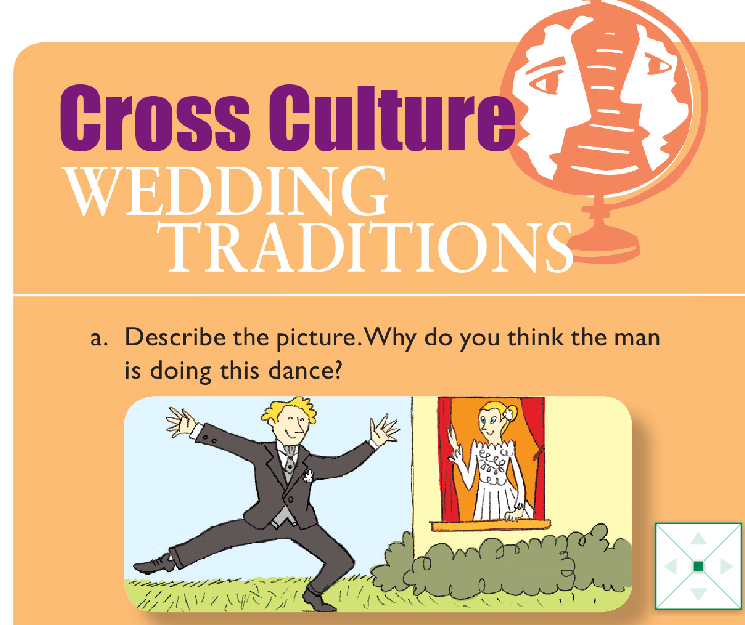 Cross Culture
WEDDING
TRADITIONS
a. Describe the picture. Why do you think the man
is doing this dance?